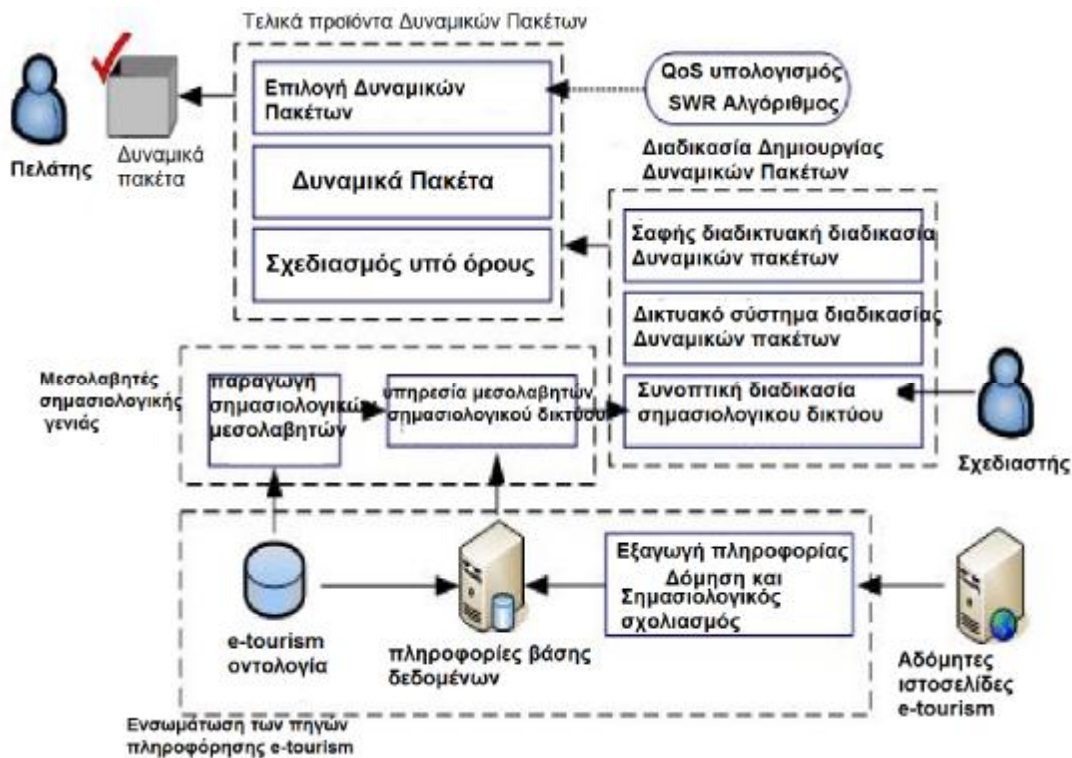 Τελικά προϊόντα Δυναμικών Πακέτων
Επιλογή Δυναμικών
Πακέτων
QoS υπολογισμός
SWR Αλγόριθμος
Πελάτης
Δυναμικά
πακέτα
Δυναμικά Πακέτα
Σχεδιασμός υπό όρους
Διαδικασία Δημιουργίας
Δυναμικών Πακέτων
Σαφής διαδικτυακή διαδικασία
Δυναμικών πακέτων
Δικτυακό σύστημα διαδικασίας
Δυναμικών πακέτων
Συνοπτική διαδικασία
σημασιολογικου δικτύου
Σχεδιαστής
Μεσολαβητές
σημασιολογικής
γενιάς
παραγωγή
σημασιολογικών
μεσολαβητών
υπηρεσία μεσολαβητών
σημασιολογικού δικτύου
e-tourism
οντολογία
πληροφορίες βάσης
δεδομένων
Εξαγωγή πληροφορίας
Δόμηση και
Σημασιολογικός
σχολιασμός
Αδόμητες
ιστοσελίδες
e-tourism
Ενσωμάτωση των πηγών
πληροφόρησης e-tourism